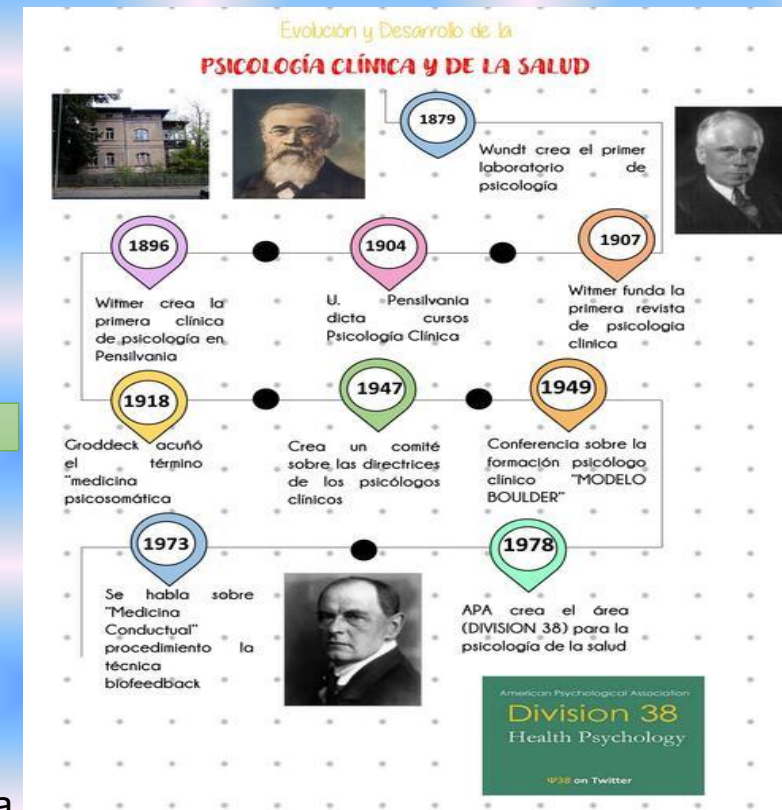 Evolución y Desarrollo de la
PSICOLOGÍA CLÍNICA Y DE LA SALUD
1879
Wundt crea el primer
laboratorio de
psicología
1896
Witmer crea la
primera clínica
de psicología en
Pensilvania
1904
U. Pensilvania
dicta cursos
Psicología Clínica
1907
Witmer funda la
primera revista
de psicologia
clinica
1918
Groddeck acuñó
el término
"medicina
psicosomática
1947
Crea un comité
sobre las directrices
de los psicólogos
clínicos
1949
Conferencia sobre la
formación psicólogo
clínico "MODELO
BOULDER"
1973
Se habla sobre
"Medicina
Conductual"
procedimiento la
técnica
biofeedback
1978
APA crea el área
(DIVISION 38) para la
psicología de la salud
American Psychological Association
Division 38
Health Psychology
Ψ38 on Twitter
a